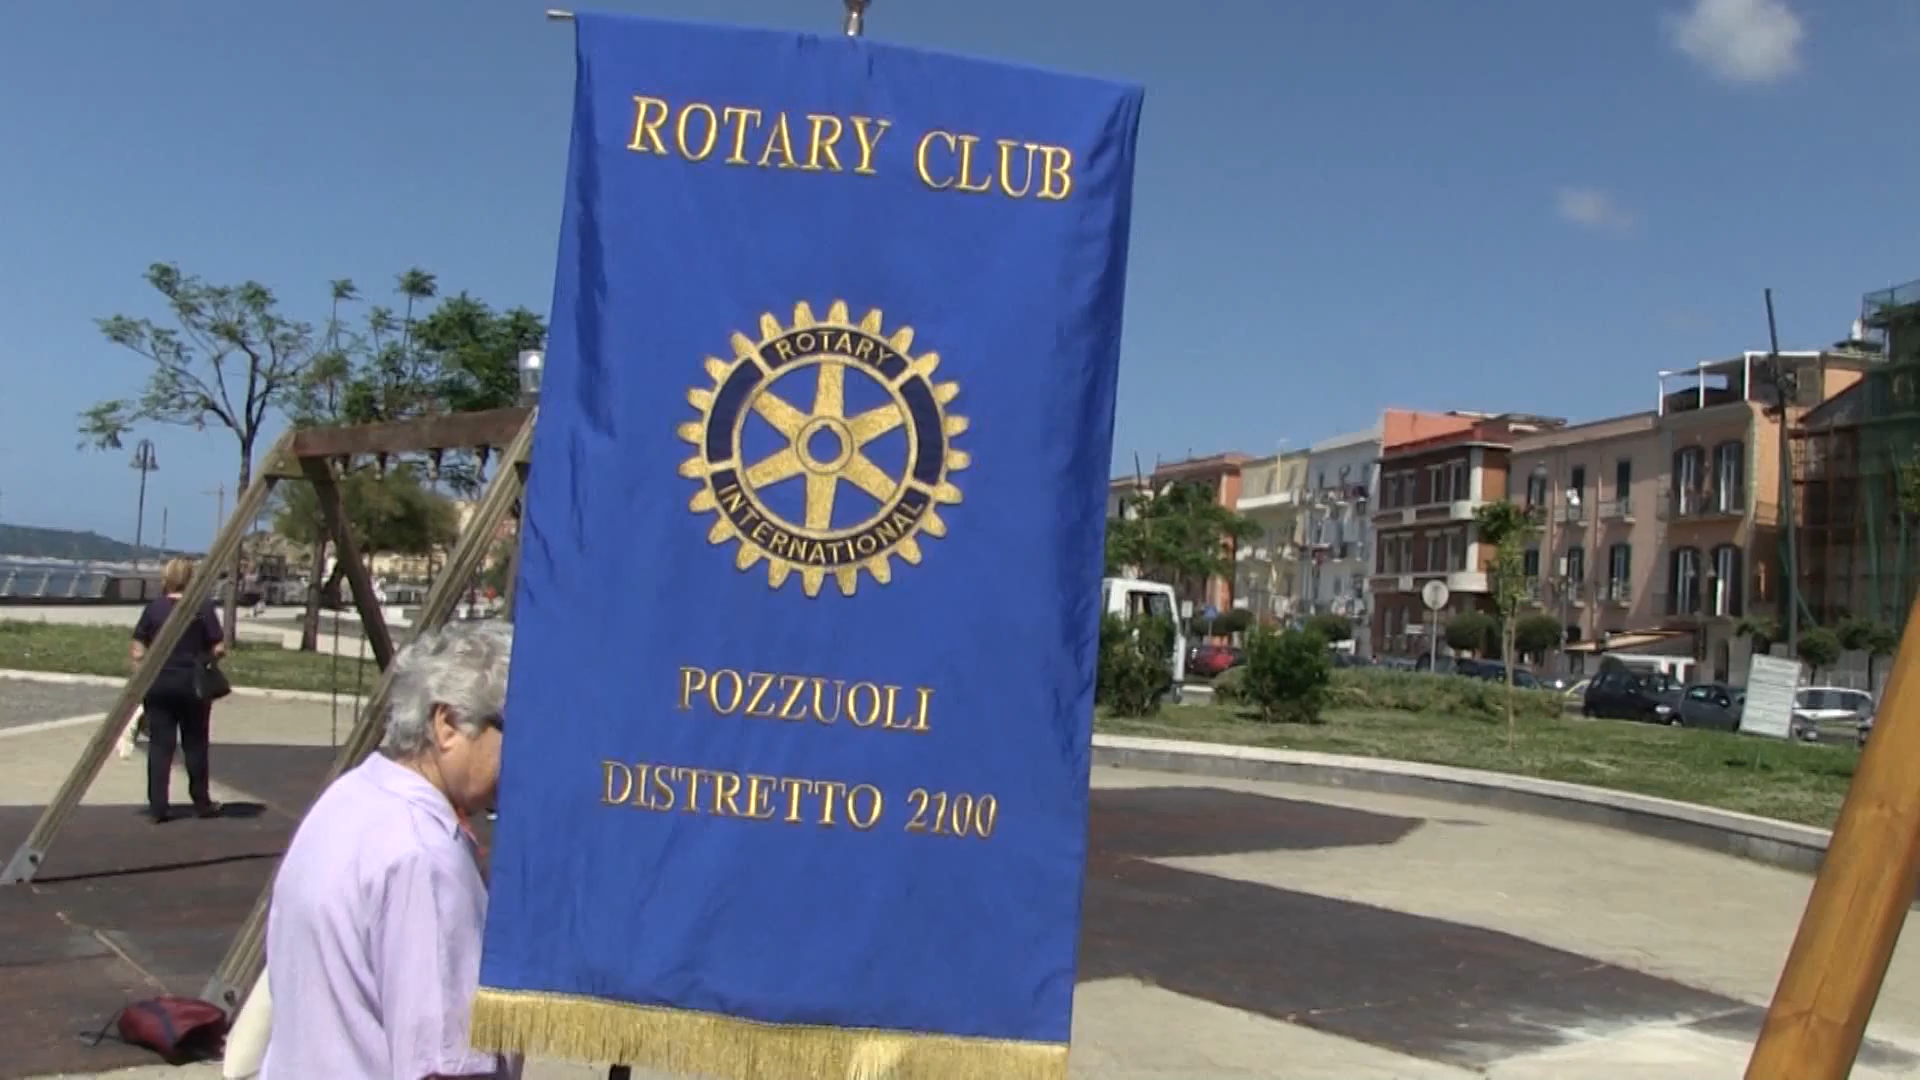 ROTARY CLUB
ROTARY
INTERNATIONAL
POZZUOLI
DISTRETTO 2100